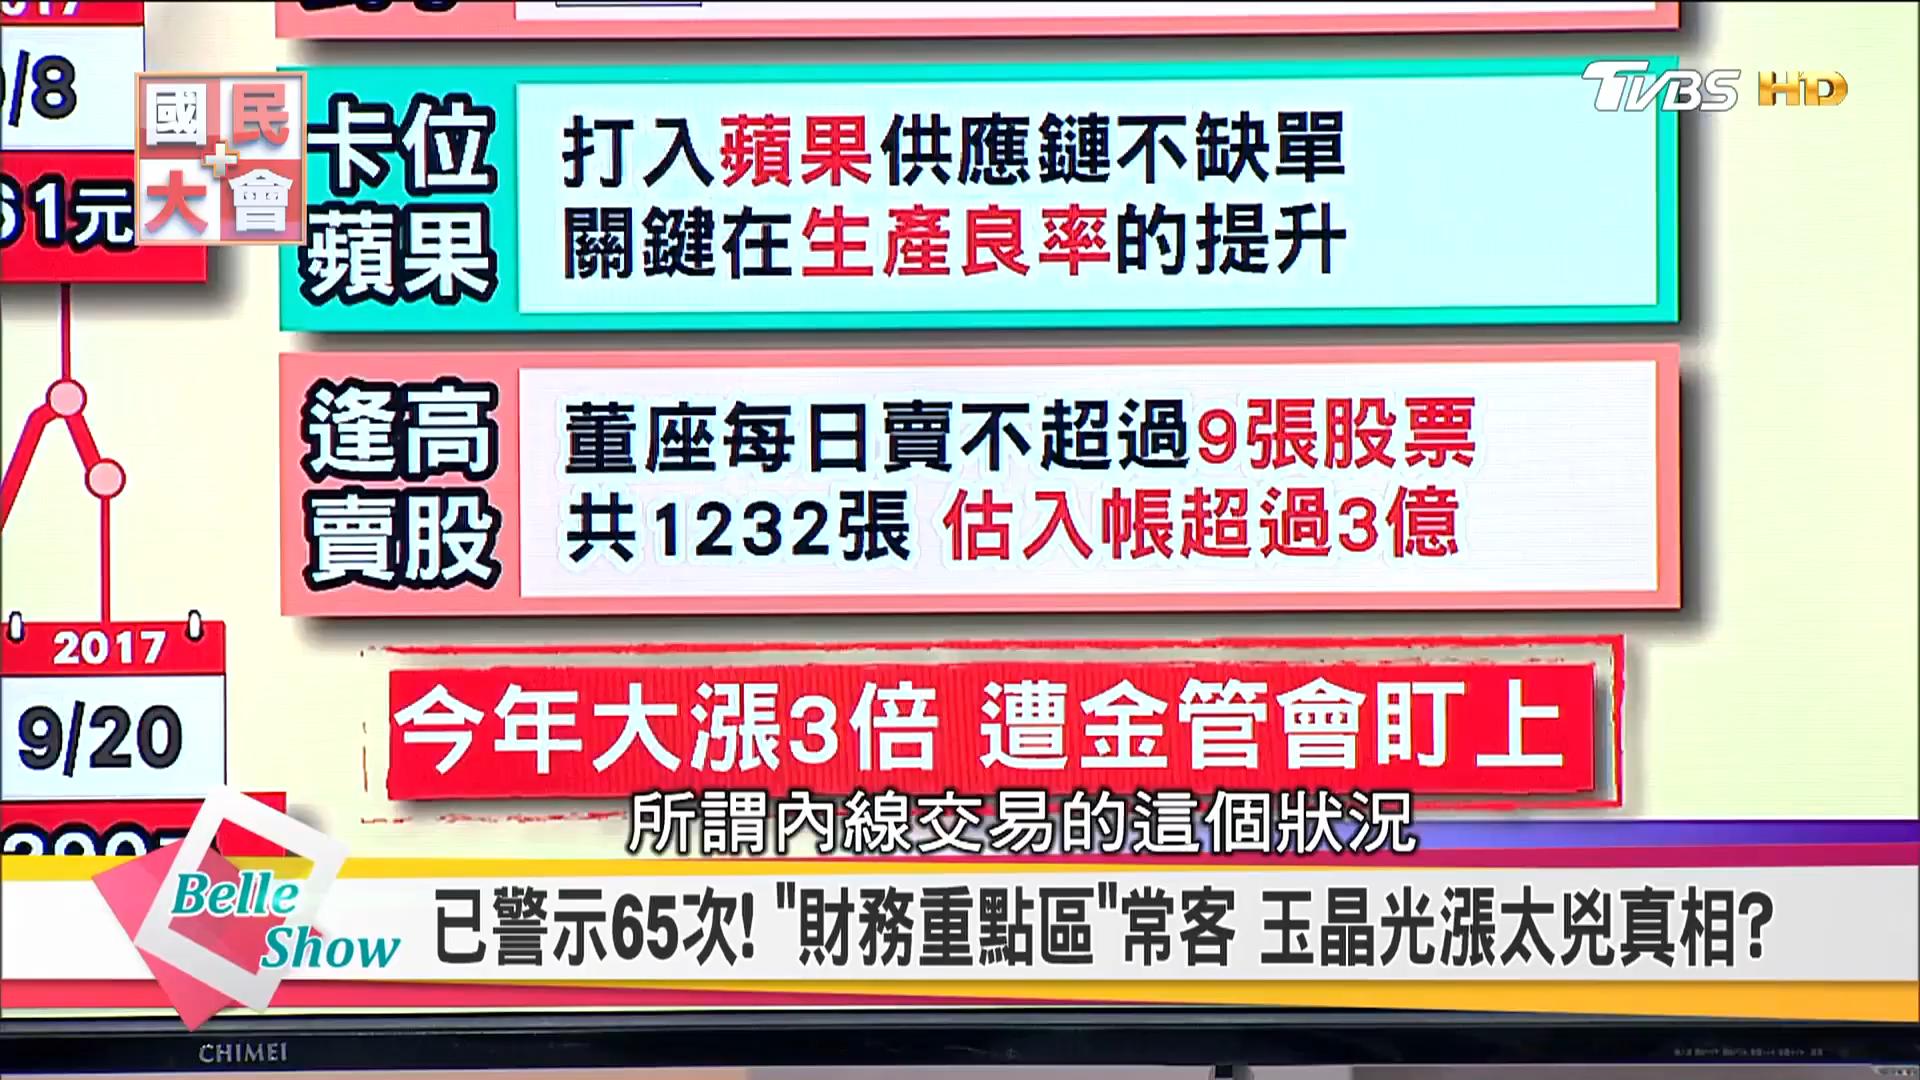 TVBS HD
國民
大會
/8
61元
2017
9/20
卡位
蘋果
打入蘋果供應鏈不缺單
關鍵在生產良率的提升
逢高
賣股
董座每日賣不超過9張股票
共1232張 估入帳超過3億
今年大漲3倍 遭金管會盯上
所謂內線交易的這個狀況
Belle
Show
已警示65次! "財務重點區"常客 玉晶光漲太兇真相?
CHIMEI